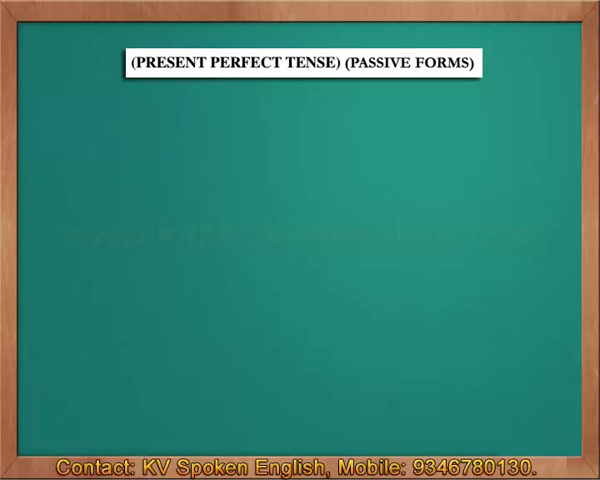 (PRESENT PERFECT TENSE) (PASSIVE FORMS)
Contact: KV Spoken English, Mobile: 9346780130.